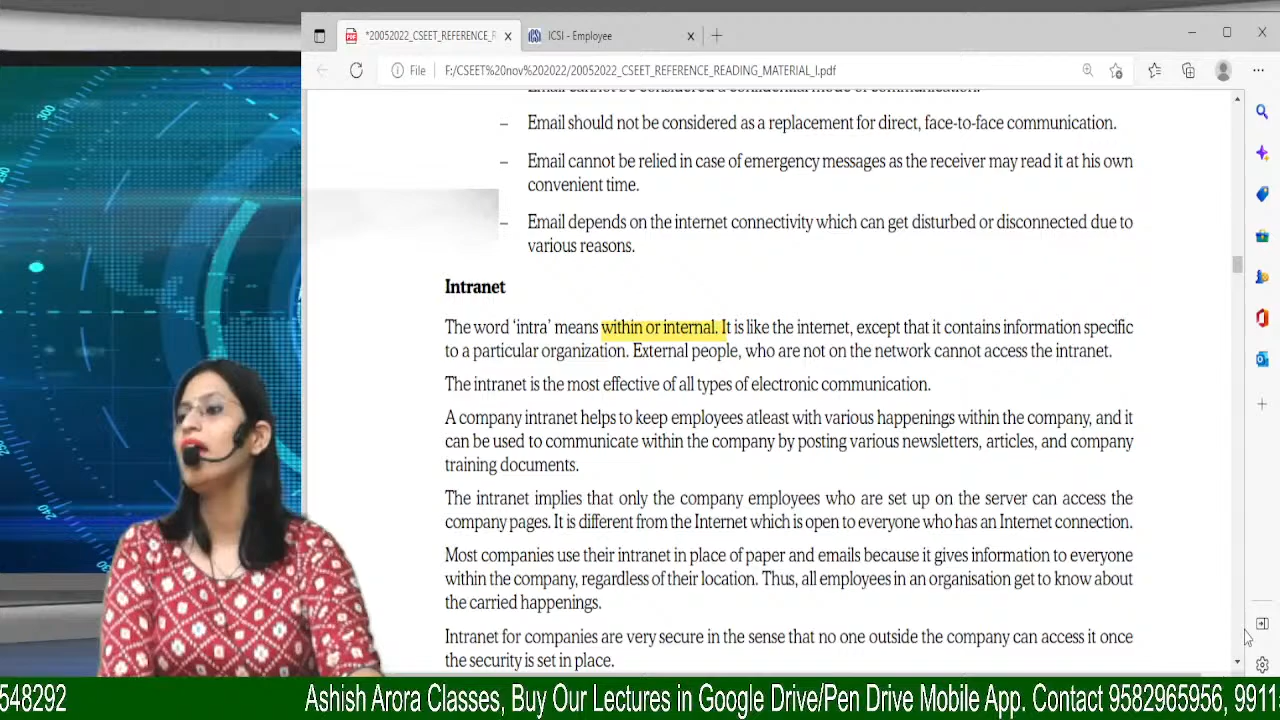 *20052022_CSEET_REFERENCE_R
ICSI - Employee
File
F:/CSEET%20nov%202022/20052022_CSEET_REFERENCE_READING_MATERIAL_I.pdf
Email cannot be considered a confidential mode of communication.
– Email should not be considered as a replacement for direct, face-to-face communication.
– Email cannot be relied in case of emergency messages as the receiver may read it at his own
convenient time.
– Email depends on the internet connectivity which can get disturbed or disconnected due to
various reasons.
Intranet
The word ‘intra’ means within or internal. It is like the internet, except that it contains information specific
to a particular organization. External people, who are not on the network cannot access the intranet.
The intranet is the most effective of all types of electronic communication.
A company intranet helps to keep employees atleast with various happenings within the company, and it
can be used to communicate within the company by posting various newsletters, articles, and company
training documents.
The intranet implies that only the company employees who are set up on the server can access the
company pages. It is different from the Internet which is open to everyone who has an Internet connection.
Most companies use their intranet in place of paper and emails because it gives information to everyone
within the company, regardless of their location. Thus, all employees in an organisation get to know about
the carried happenings.
Intranet for companies are very secure in the sense that no one outside the company can access it once
the security is set in place.
300
240
548292 Ashish Arora Classes, Buy Our Lectures in Google Drive/Pen Drive Mobile App. Contact 9582965956, 9911